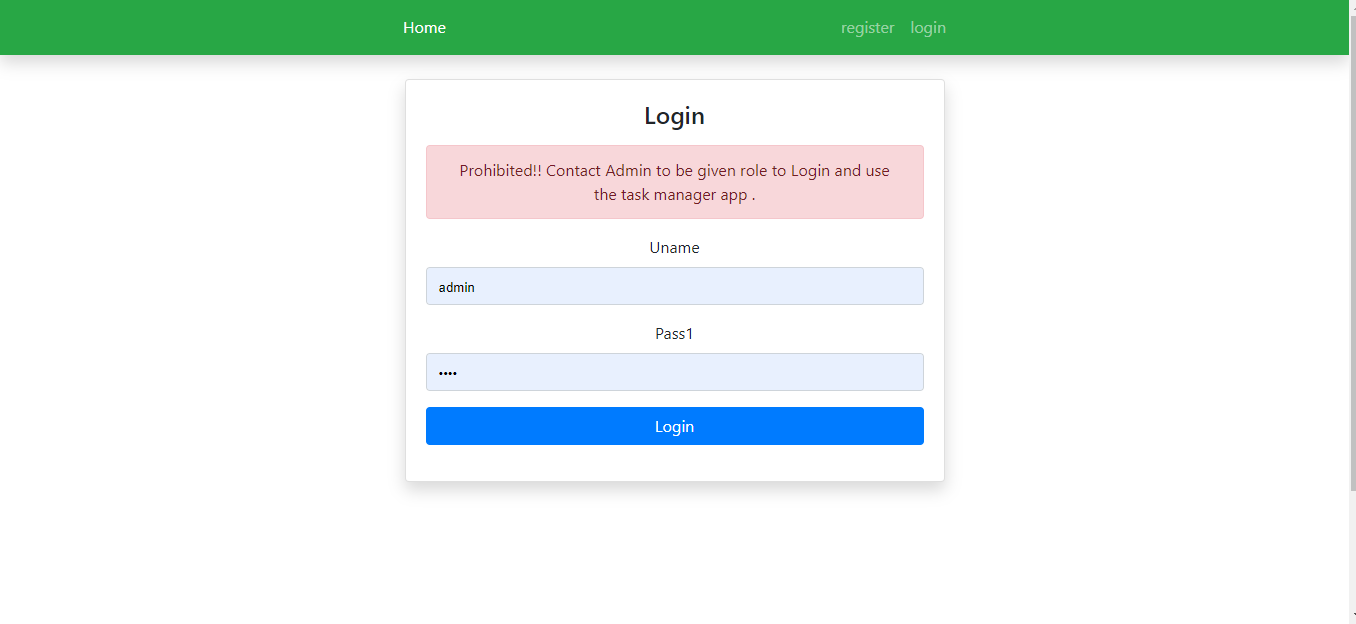 Home register login
Login
Prohibited!! Contact Admin to be given role to Login and use
the task manager app .
Uname
admin
Pass1
••••
Login